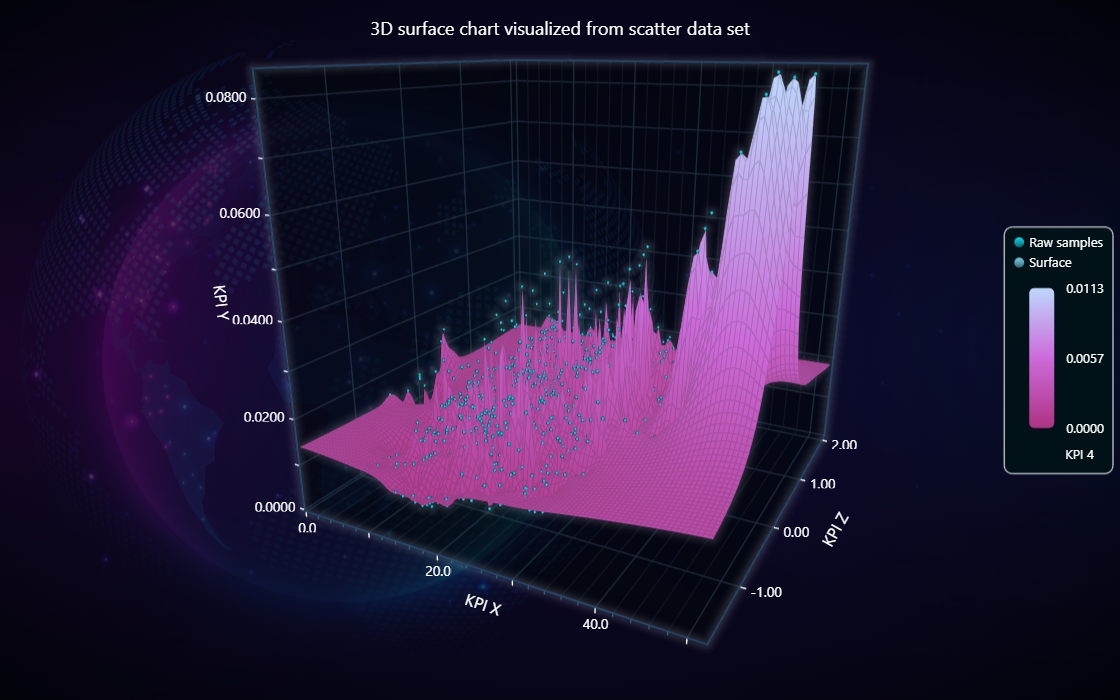 3D surface chart visualized from scatter data set
0.0800
0.0600
0.0400
0.0200
0.0000
KPI Y
0.0
20.0
40.0
KPI X
2.00
1.00
0.00
-1.00
KPI Z
Raw samples
Surface
0.0113
0.0057
0.0000
KPI 4